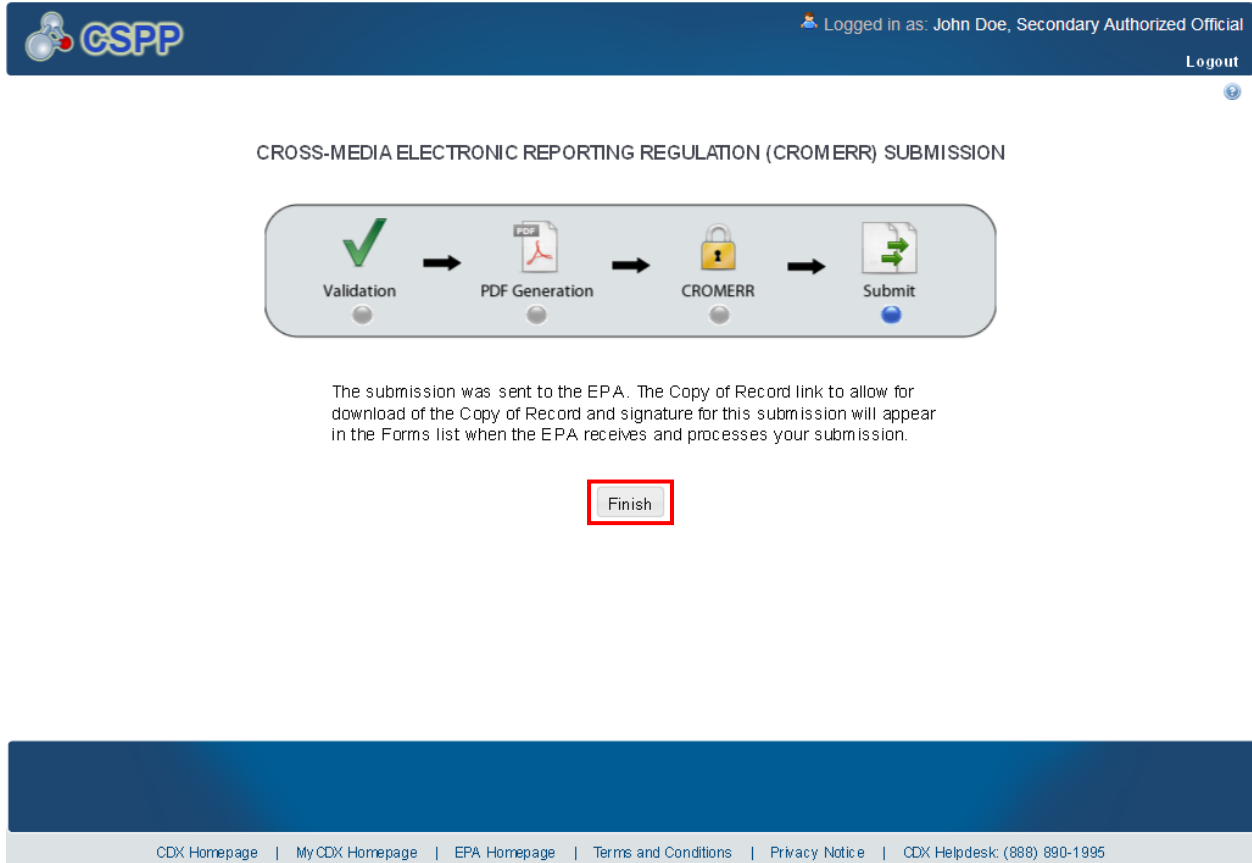 CSPP
Logged in as: John Doe, Secondary Authorized Official
Logout
?
CROSS-MEDIA ELECTRONIC REPORTING REGULATION (CROMERR) SUBMISSION
PDF
Validation PDF Generation CROMERR Submit
The submission was sent to the EPA. The Copy of Record link to allow for
download of the Copy of Record and signature for this submission will appear
in the Forms list when the EPA receives and processes your submission.
Finish
CDX Homepage | MyCDX Homepage | EPA Homepage | Terms and Conditions | Privacy Notice | CDX Helpdesk: (888) 890-1995